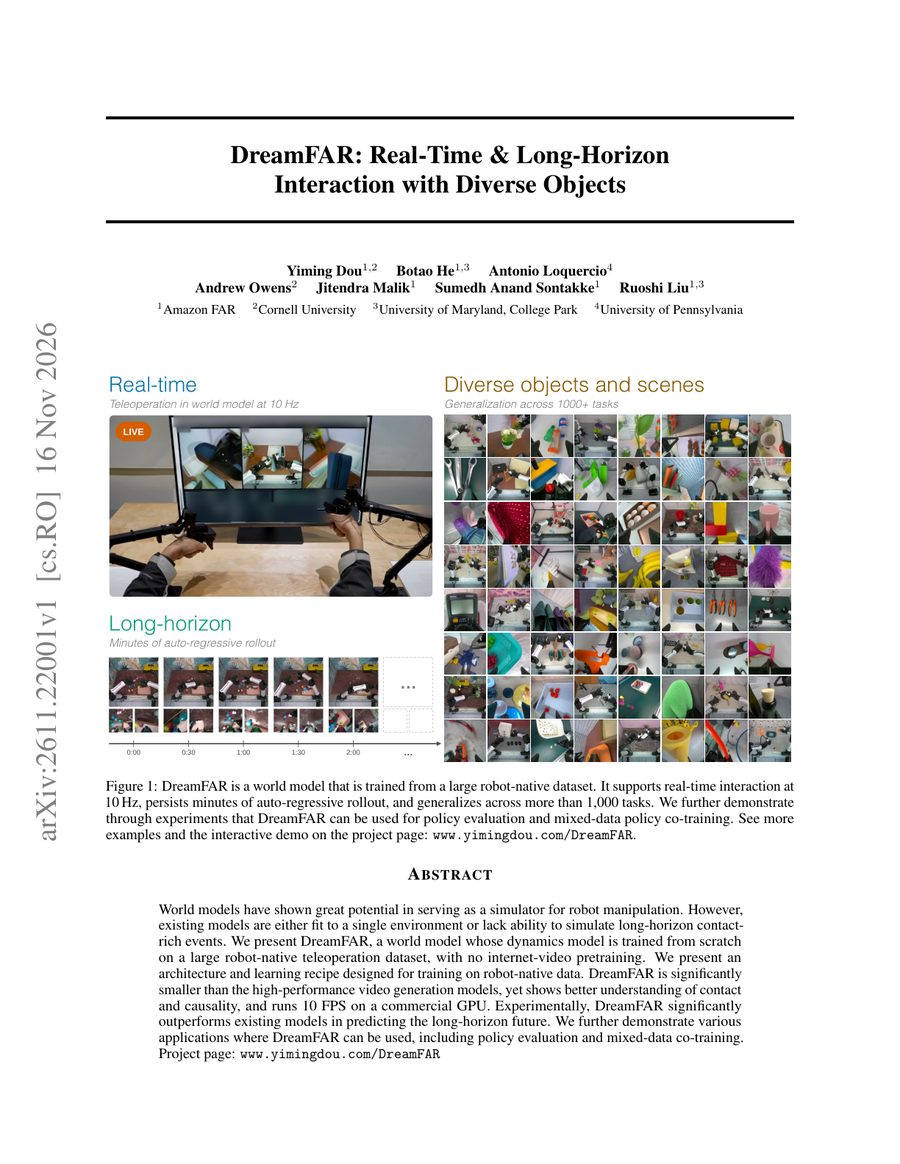 DreamFAR: Real-Time & Long-Horizon
Interaction with Diverse Objects
Yiming Dou1,2 Botao He1,3 Antonio Loquercio4
Andrew Owens2 Jitendra Malik1 Sumedh Anand Sontakke1 Ruoshi Liu1,3
1Amazon FAR 2Cornell University 3University of Maryland, College Park 4University of Pennsylvania
arXiv:2611.22001v1 [cs.RO] 16 Nov 2026
Real-time
Teleoperation in world model at 10 Hz
LIVE
Long-horizon
Minutes of auto-regressive rollout
...
0:00 0:30 1:00 1:30 2:00 ...
Diverse objects and scenes
Generalization across 1000+ tasks
Figure 1: DreamFAR is a world model that is trained from a large robot-native dataset. It supports real-time interaction at
10 Hz, persists minutes of auto-regressive rollout, and generalizes across more than 1,000 tasks. We further demonstrate
through experiments that DreamFAR can be used for policy evaluation and mixed-data policy co-training. See more
examples and the interactive demo on the project page: www.yimingdou.com/DreamFAR.
ABSTRACT
World models have shown great potential in serving as a simulator for robot manipulation. However,
existing models are either fit to a single environment or lack ability to simulate long-horizon contact-
rich events. We present DreamFAR, a world model whose dynamics model is trained from scratch
on a large robot-native teleoperation dataset, with no internet-video pretraining. We present an
architecture and learning recipe designed for training on robot-native data. DreamFAR is significantly
smaller than the high-performance video generation models, yet shows better understanding of contact
and causality, and runs 10 FPS on a commercial GPU. Experimentally, DreamFAR significantly
outperforms existing models in predicting the long-horizon future. We further demonstrate various
applications where DreamFAR can be used, including policy evaluation and mixed-data co-training.
Project page: www.yimingdou.com/DreamFAR